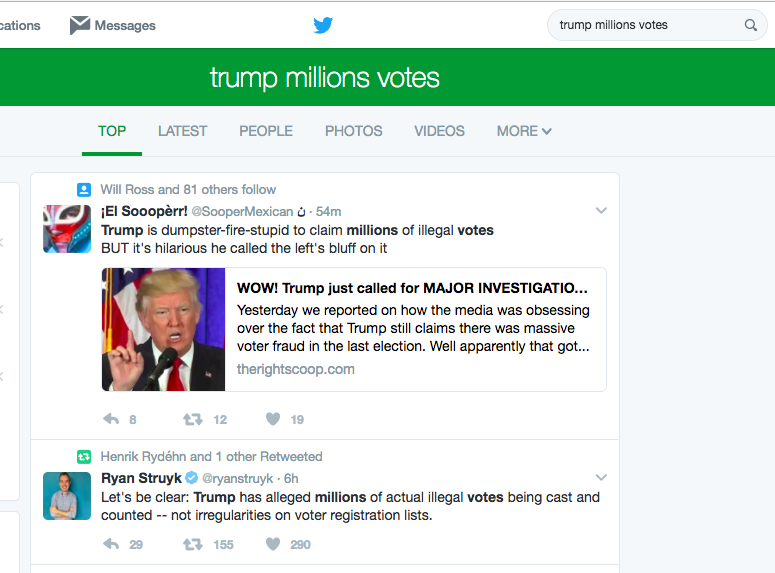 cations
Messages
trump millions votes
trump millions votes
TOP
LATEST
PEOPLE
PHOTOS
VIDEOS
MORE
Will Ross and 81 others follow
¡El Sooopèrr! @SooperMexican ن · 54m
Trump is dumpster-fire-stupid to claim millions of illegal votes
BUT it's hilarious he called the left's bluff on it
WOW! Trump just called for MAJOR INVESTIGATIO...
Yesterday we reported on how the media was obsessing
over the fact that Trump still claims there was massive
voter fraud in the last election. Well apparently that got...
therightscoop.com
8
12
19
Henrik Rydéhn and 1 other Retweeted
Ryan Struyk @ryanstruyk · 6h
Let's be clear: Trump has alleged millions of actual illegal votes being cast and
counted -- not irregularities on voter registration lists.
29
155
290